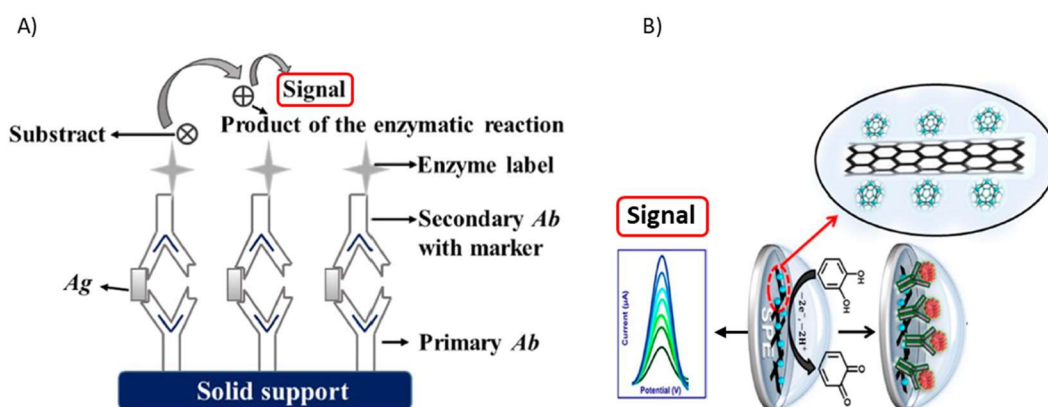 A)
Signal
Substract
Product of the enzymatic reaction
Enzyme label
Secondary Ab
with marker
Ag
Primary Ab
Solid support
B)
Signal
Current (µA)
Potential (V)
SPE
OH
OH
−2e⁻, −2H⁺
O
O